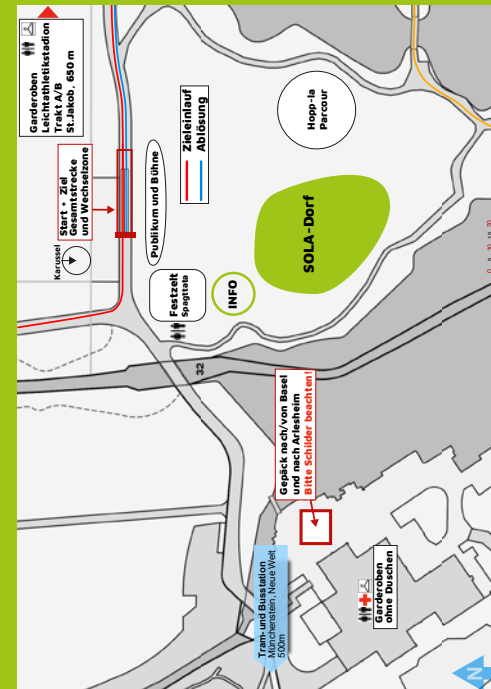 Garderoben
Leichtathletikstadion
Trakt A/B
St.Jakob, 650 m
Start + Ziel
Gesamtstrecke
und Wechselzone
Karussel
Publikum und Bühne
Zieleinlauf
Ablösung
Hopp-la
Parcour
SOLA-Dorf
Festzelt
Spagttata
INFO
32
Gepäck nach/von Basel
und nach Arlesheim
Bitte Schilder beachten!
Tram- und Busstation
Münchenstein, Neue Welt
500m
Garderoben
ohne Duschen
N